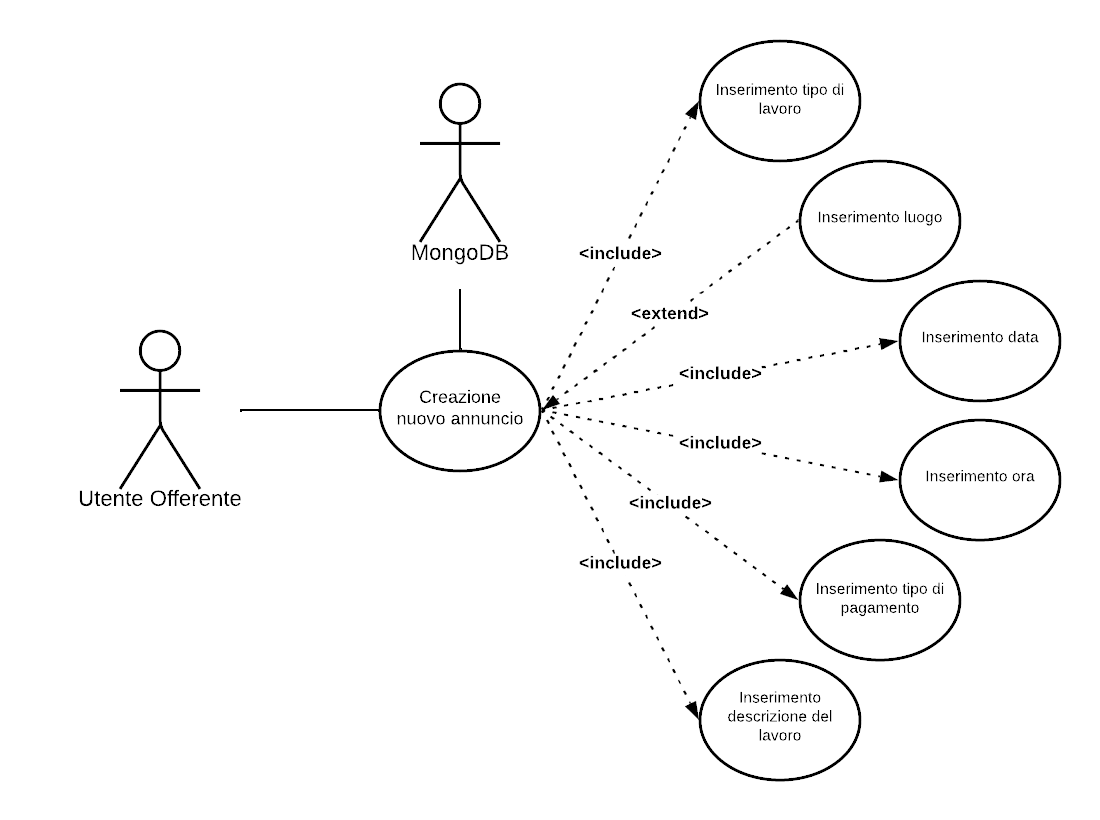 Inserimento tipo di
lavoro
Inserimento luogo
<include>
MongoDB
<extend>
Inserimento data
<include>
Creazione
nuovo annuncio
<include>
Inserimento ora
Utente Offerente
<include>
<include>
Inserimento tipo di
pagamento
Inserimento
descrizione del
lavoro